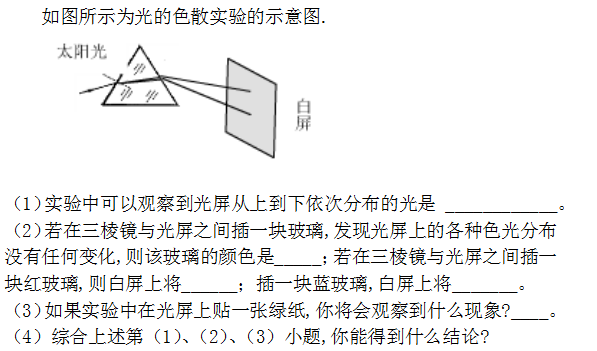 如图所示为光的色散实验的示意图.
太阳光
白屏
(1)实验中可以观察到光屏从上到下依次分布的光是 ____________。
(2)若在三棱镜与光屏之间插一块玻璃,发现光屏上的各种色光分布
没有任何变化,则该玻璃的颜色是_____;若在三棱镜与光屏之间插一
块红玻璃,则白屏上将______; 插一块蓝玻璃,白屏上将_______。
(3)如果实验中在光屏上贴一张绿纸,你将会观察到什么现象?____。
(4) 综合上述第(1)、(2)、(3)小题,你能得到什么结论?